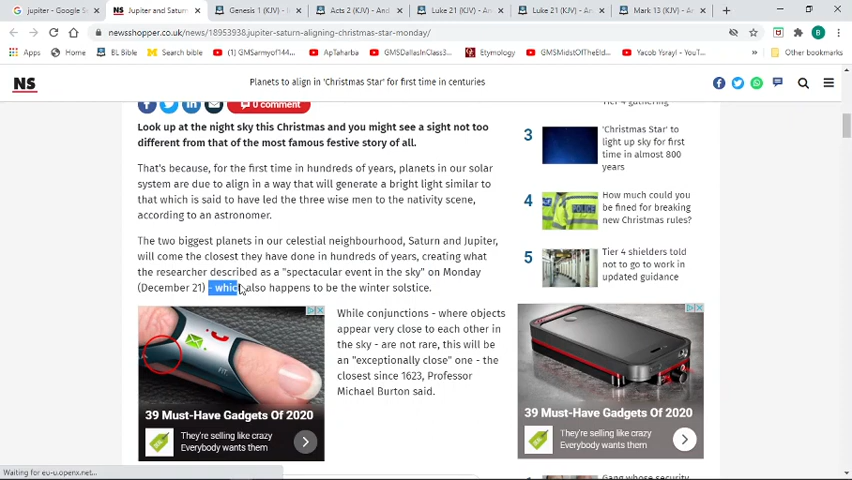 jupiter - Google S
Jupiter and Saturn
Genesis 1 (KJV) - In
Acts 2 (KJV) - And
Luke 21 (KJV) - An
Luke 21 (KJV) - An
Mark 13 (KJV) - An
newsshopper.co.uk/news/18953938.jupiter-saturn-aligning-christmas-star-monday/
Apps
Getting Started
EL Bible
Search bible
(1) GMSarmyof1...
ApTaharba
GMSDallasInClass3...
Etymology
GMSMidstOfTheEld...
Yacob Ysrayl - You...
Other bookmarks
NS
Planets to align in 'Christmas Star' for first time in centuries
0 comment
Look up at the night sky this Christmas and you might see a sight not too
different from that of the most famous festive story of all.
That's because, for the first time in hundreds of years, planets in our solar
system are due to align in a way that will generate a bright light similar to
that which is said to have led the three wise men to the nativity scene,
according to an astronomer.
The two biggest planets in our celestial neighbourhood, Saturn and Jupiter,
will come the closest they have done in hundreds of years, creating what
the researcher described as a "spectacular event in the sky" on Monday
(December 21) - which also happens to be the winter solstice.
While conjunctions - where objects
appear very close to each other in
the sky - are not rare, this will be
an "exceptionally close" one - the
closest since 1623, Professor
Michael Burton said.
39 Must-Have Gadgets Of 2020
They're selling like crazy
Everybody wants them!
Tier 4 gathering
3
'Christmas Star' to
light up sky for first
time in almost 800
years
4
How much could you
be fined for breaking
new Christmas rules?
5
Tier 4 shielders told
not to go to work in
updated guidance
39 Must-Have Gadgets Of 2020
They're selling like crazy
Everybody wants them!
Gang whose security
Waiting for eu-u.openx.net...